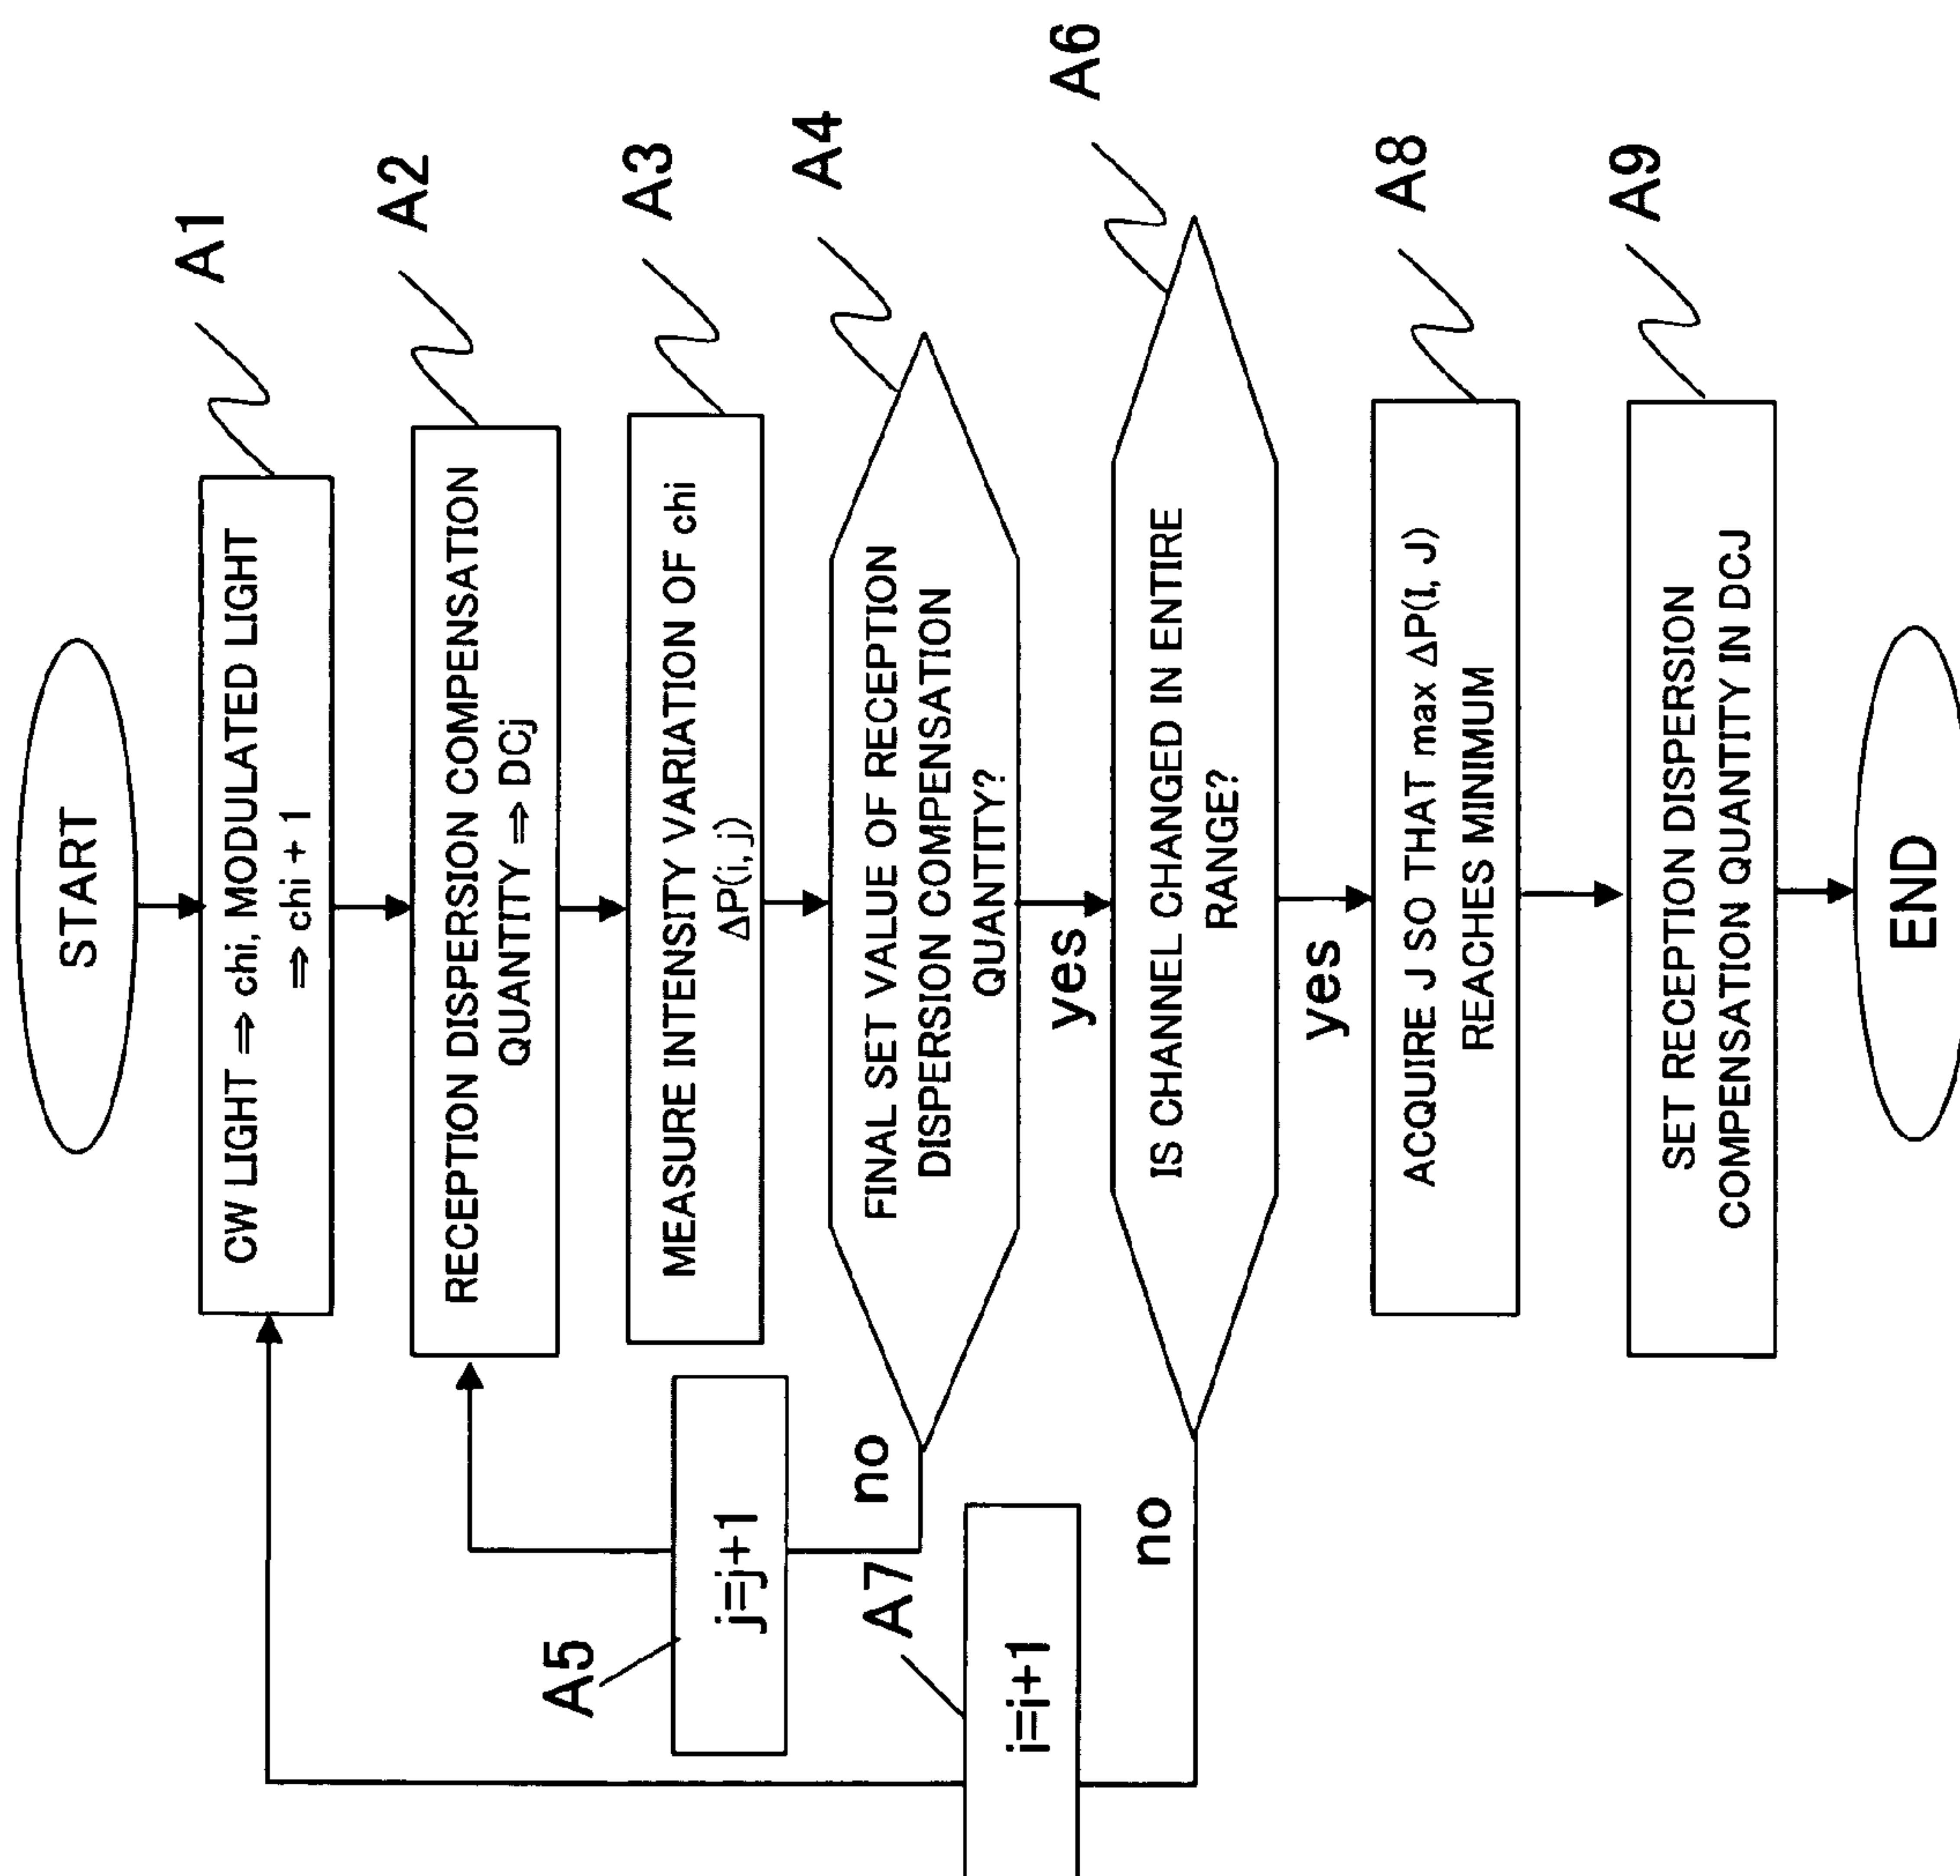 START
A1
CW LIGHT ⇒ chi, MODULATED LIGHT
⇒ chi + 1
A2
RECEPTION DISPERSION COMPENSATION
QUANTITY ⇒ DCj
A3
MEASURE INTENSITY VARIATION OF chi
ΔP(i, j)
A4
FINAL SET VALUE OF RECEPTION
DISPERSION COMPENSATION
QUANTITY?
no
A5
j=j+1
yes
A6
IS CHANNEL CHANGED IN ENTIRE
RANGE?
no
A7
i=i+1
yes
A8
ACQUIRE J SO THAT max ΔP(I, J)
REACHES MINIMUM
A9
SET RECEPTION DISPERSION
COMPENSATION QUANTITY IN DCJ
END